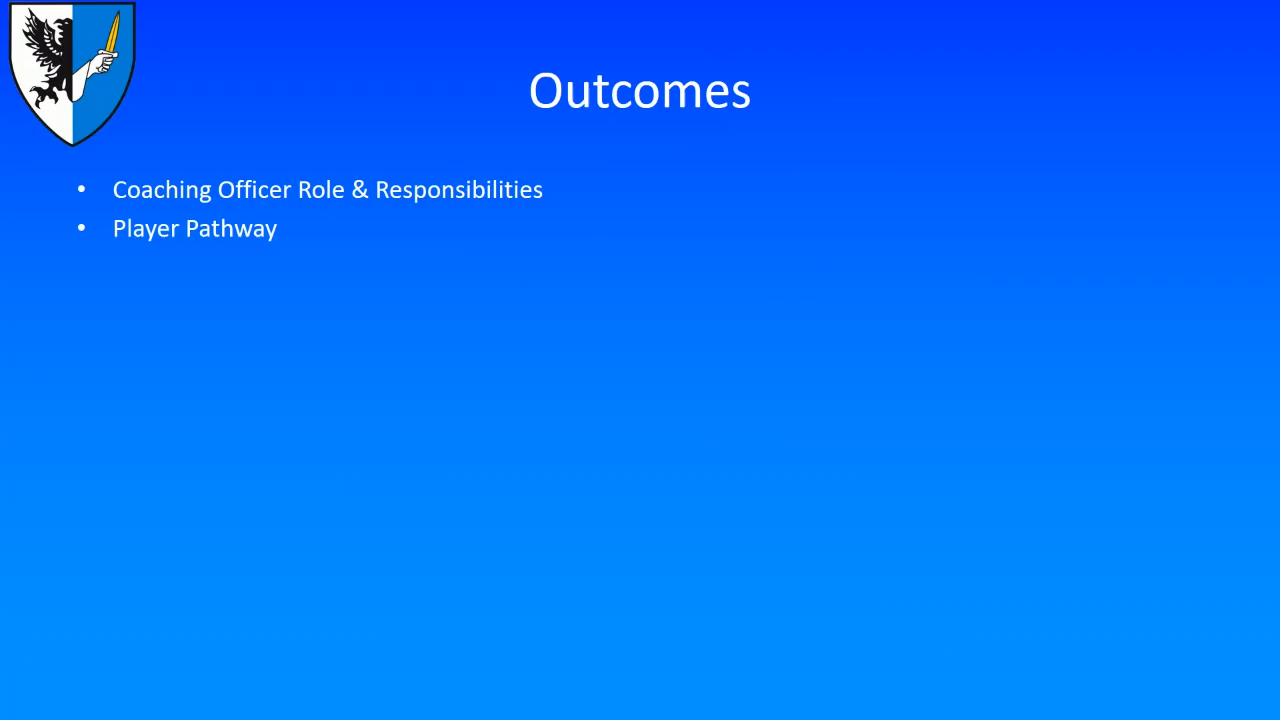 Outcomes
• Coaching Officer Role & Responsibilities
• Player Pathway